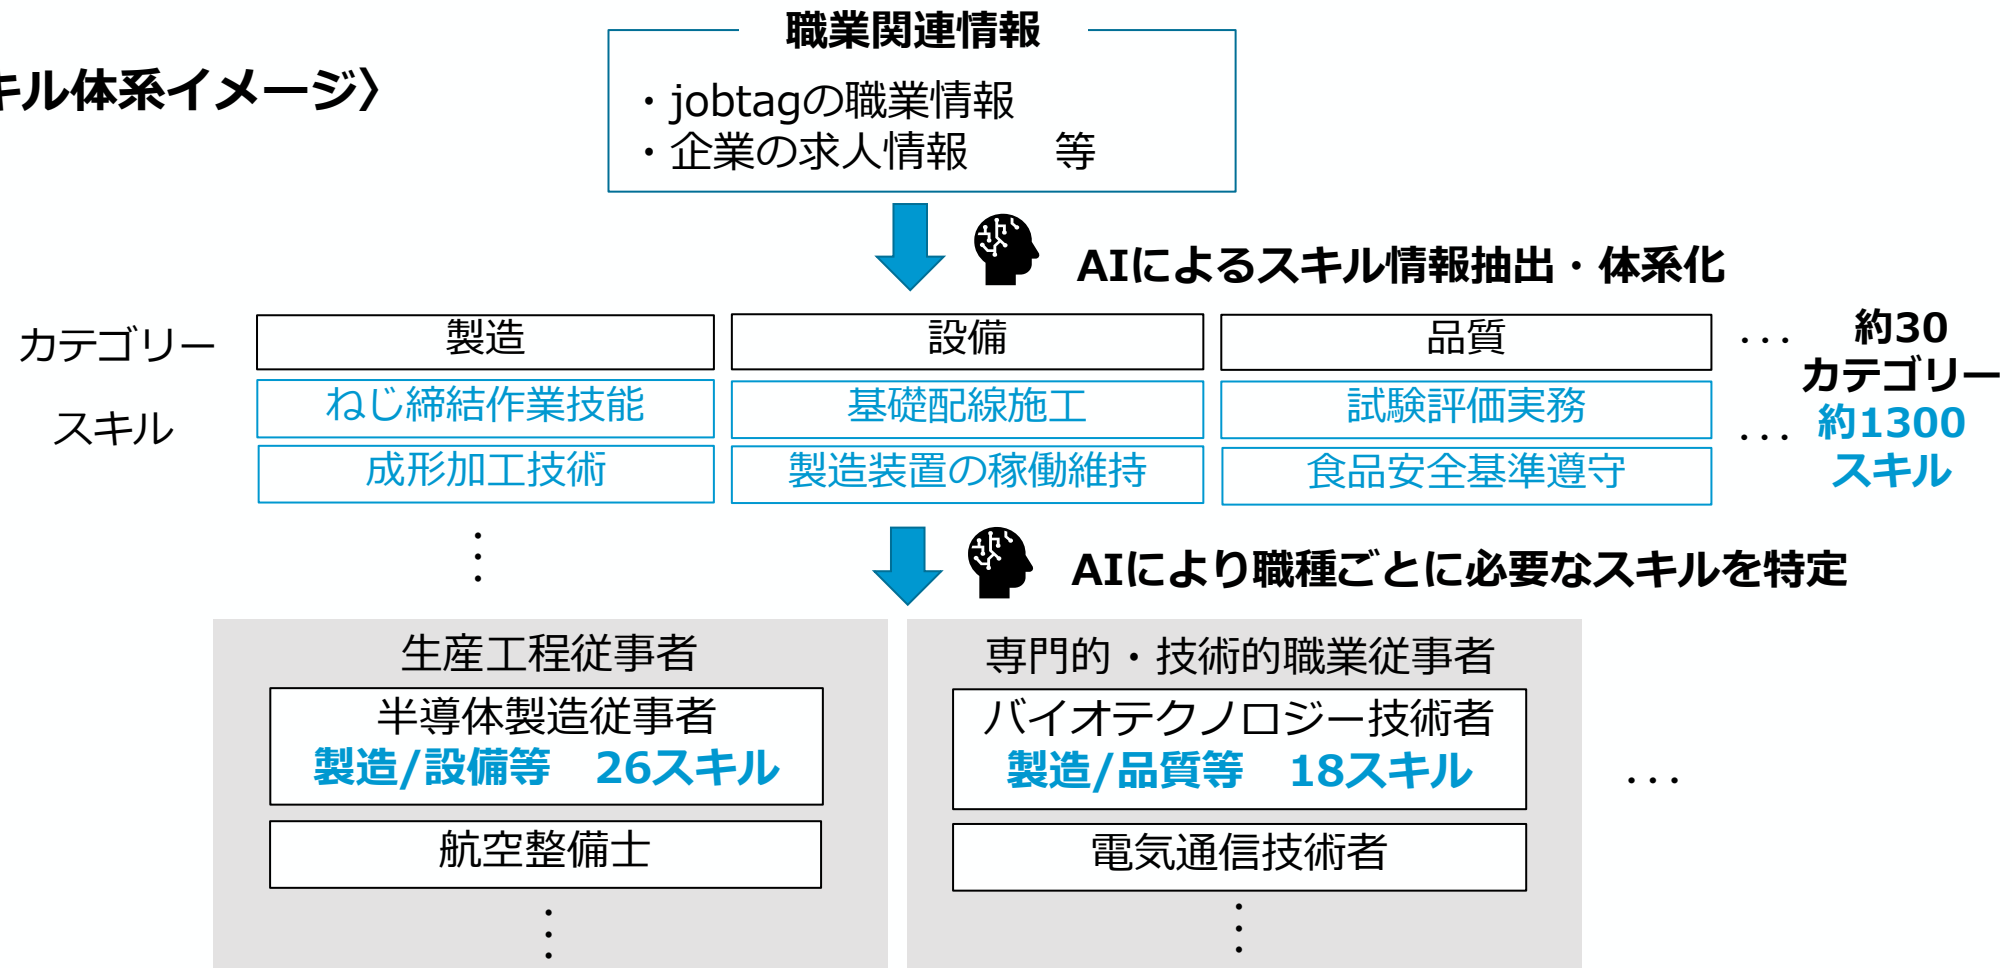 職業関連情報
キル体系イメージ〉
・jobtagの職業情報
・企業の求人情報　　等
AIによるスキル情報抽出・体系化
カテゴリー
製造
設備
品質
...
約30
カテゴリー
スキル
ねじ締結作業技能
基礎配線施工
試験評価実務
...
約1300
スキル
成形加工技術
製造装置の稼働維持
食品安全基準遵守
AIにより職種ごとに必要なスキルを特定
生産工程従事者
半導体製造従事者
製造/設備等　26スキル
航空整備士
専門的・技術的職業従事者
バイオテクノロジー技術者
製造/品質等　18スキル
電気通信技術者
...